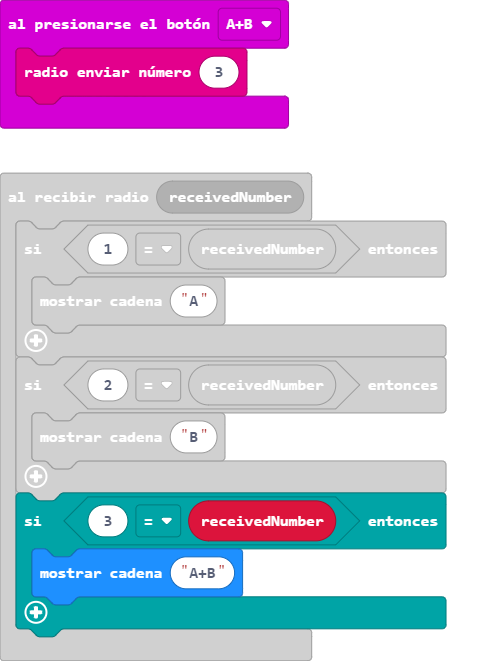 al presionarse el botón A+B
radio enviar número 3
al recibir radio receivedNumber
si 1 = receivedNumber entonces
mostrar cadena "A"
si 2 = receivedNumber entonces
mostrar cadena "B"
si 3 = receivedNumber entonces
mostrar cadena "A+B"